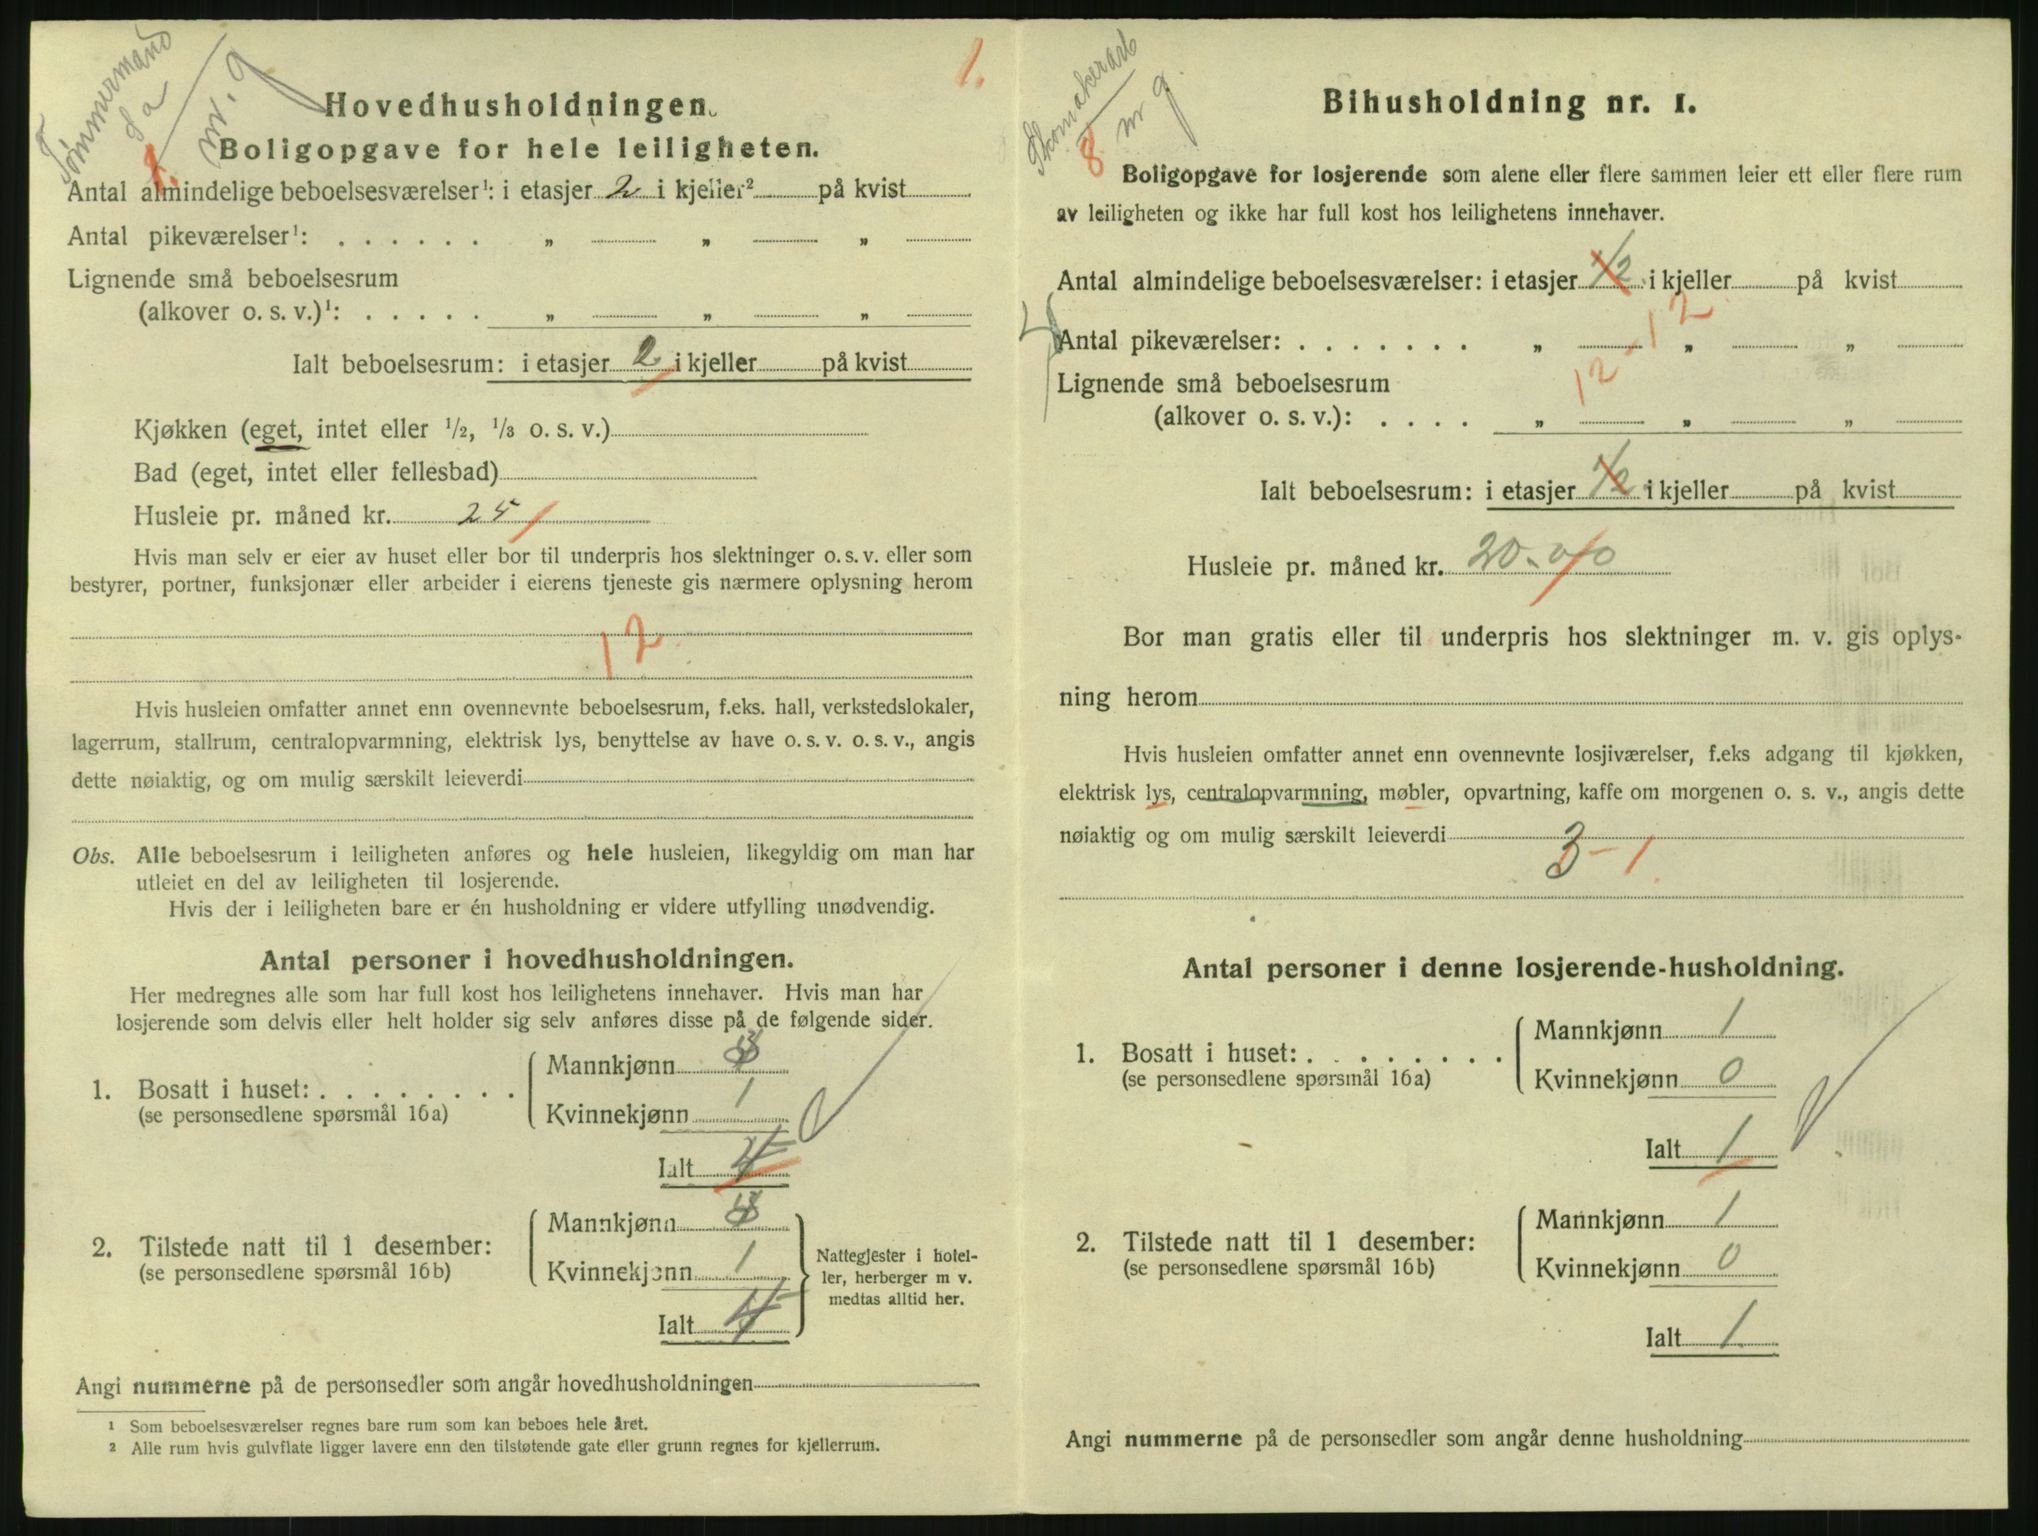 Tømmermand
nr. 9
1.
Hovedhusholdningen.
Boligopgave for hele leiligheten.
Antal almindelige beboelsesværelser¹: i etasjer 2 i kjeller² på kvist
Antal pikeværelser¹: . . . . . . „ „ „
Lignende små beboelsesrum
(alkover o. s. v.)¹: . . . . . „ „ „
Ialt beboelsesrum: i etasjer 2 i kjeller på kvist
Kjøkken (eget, intet eller ½, ⅓ o. s. v.)
Bad (eget, intet eller fellesbad)
Husleie pr. måned kr. 25
Hvis man selv er eier av huset eller bor til underpris hos slektninger o. s. v. eller som
bestyrer, portner, funksjonær eller arbeider i eierens tjeneste gis nærmere oplysning herom
12
Hvis husleien omfatter annet enn ovennevnte beboelsesrum, f.eks. hall, verkstedslokaler,
lagerrum, stallrum, centralopvarmning, elektrisk lys, benyttelse av have o. s. v. o. s. v., angis
dette nøiaktig, og om mulig særskilt leieverdi
Obs. Alle beboelsesrum i leiligheten anføres og hele husleien, likegyldig om man har
utleiet en del av leiligheten til losjerende.
Hvis der i leiligheten bare er én husholdning er videre utfylling unødvendig.
Antal personer i hovedhusholdningen.
Her medregnes alle som har full kost hos leilighetens innehaver. Hvis man har
losjerende som delvis eller helt holder sig selv anføres disse på de følgende sider.
Mannkjønn
1. Bosatt i huset: . . . . . . . .
(se personsedlene spørsmål 16a)
Kvinnekjønn 1
Ialt
Mannkjønn
2. Tilstede natt til 1 desember:
(se personsedlene spørsmål 16b)
Kvinnekjønn 1
Ialt
Nattegjester i hotel-
ler, herberger m v.
medtas alltid her.
Angi nummerne på de personsedler som angår hovedhusholdningen
¹ Som beboelsesværelser regnes bare rum som kan beboes hele året.
² Alle rum hvis gulvflate ligger lavere enn den tilstøtende gate eller grunn regnes for kjellerrum.
Skomakerarb
8. nr 9.
Bihusholdning nr. 1.
Boligopgave for losjerende som alene eller flere sammen leier ett eller flere rum
av leiligheten og ikke har full kost hos leilighetens innehaver.
Antal almindelige beboelsesværelser: i etasjer 1/2 i kjeller på kvist
12
Antal pikeværelser: . . . . . . . „ „ „
12 - 1
Lignende små beboelsesrum
(alkover o. s. v.): . . . . „ „ „
Ialt beboelsesrum: i etasjer 1/2 i kjeller på kvist
Husleie pr. måned kr. 20-00
Bor man gratis eller til underpris hos slektninger m. v. gis oplys-
ning herom
Hvis husleien omfatter annet enn ovennevnte losjiværelser, f.eks adgang til kjøkken,
elektrisk lys, centralopvarmning, møbler, opvartning, kaffe om morgenen o. s. v., angis dette
nøiaktig og om mulig særskilt leieverdi
3 - 1.
Antal personer i denne losjerende-husholdning.
Mannkjønn 1
1. Bosatt i huset: . . . . . . . .
(se personsedlene spørsmål 16a)
Kvinnekjønn 0
Ialt 1
Mannkjønn 1
2. Tilstede natt til 1 desember:
(se personsedlene spørsmål 16b)
Kvinnekjønn 0
Ialt 1
Angi nummerne på de personsedler som angår denne husholdning